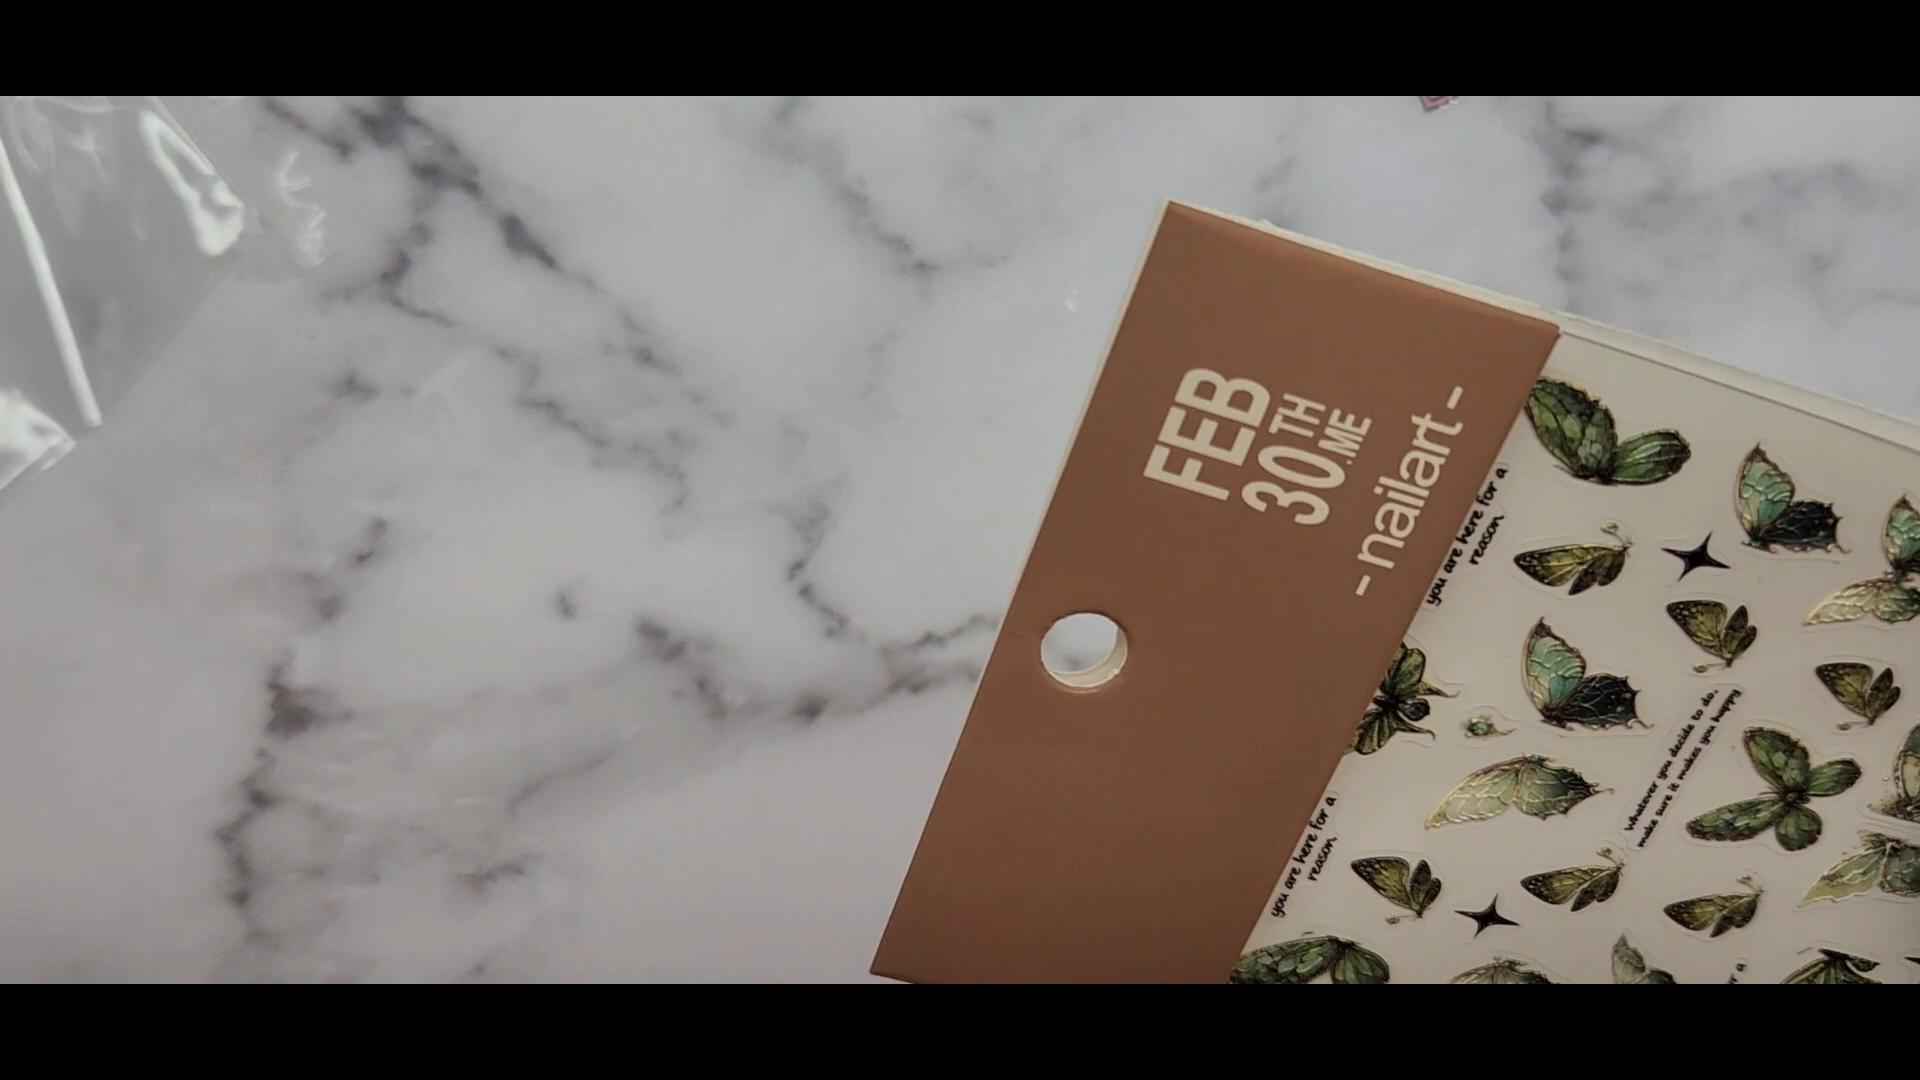 FEB
30TH
.ME
-nailart-
you are here for a
reason
Whatever you decide to do,
make sure it makes you happy
you are here for a
reason
r a